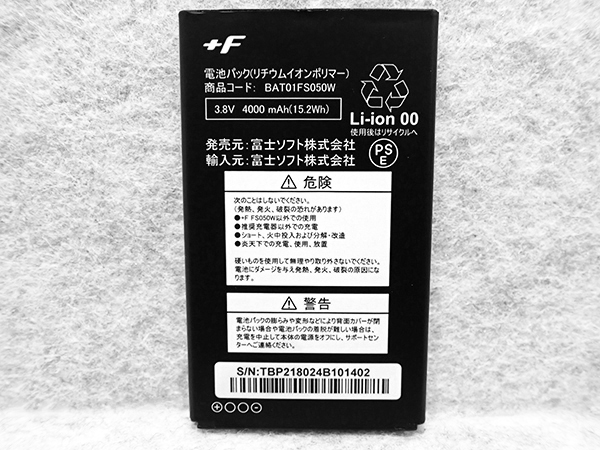 +F
電池パック(リチウムイオンポリマー)
商品コード: BAT01FS050W
3.8V 4000 mAh(15.2Wh)
Li-ion 00
使用後はリサイクルへ
発売元:富士ソフト株式会社
輸入元:富士ソフト株式会社
PS
E
危険
次のことはしないでください。
(発熱、発火、破裂の恐れがあります)
●+F FS050W以外での使用
●推奨充電器以外での充電
●ショート、火中投入および分解・改造
●炎天下での充電、使用、放置
硬いものを使用して無理やり取り外さないでください。
電池にダメージを与え発熱、発火、破裂の原因にな
ります。
警告
電池パックの膨らみや変形などにより背面カバーが閉
まらない場合や電池パックの着脱が難しい場合は、
充電を中止して本体の電源をオフにし、サポートセン
ターへご連絡ください。
S/N:TBP218024B101402